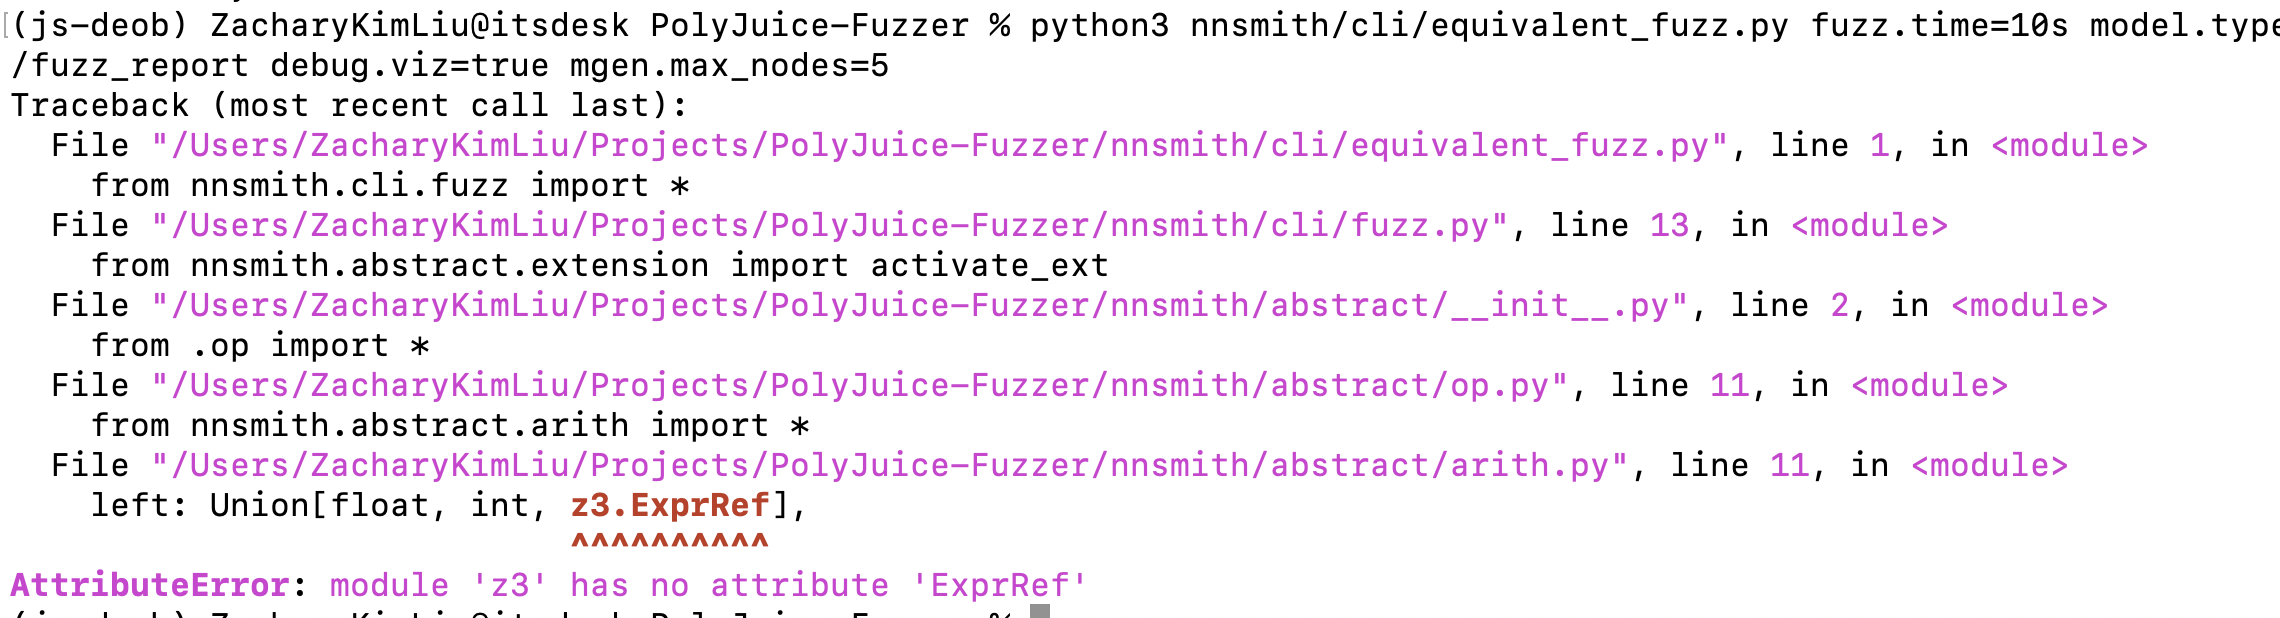 (js-deob) ZacharyKimLiu@itsdesk PolyJuice-Fuzzer % python3 nnsmith/cli/equivalent_fuzz.py fuzz.time=10s model.type
/fuzz_report debug.viz=true mgen.max_nodes=5
Traceback (most recent call last):
  File "/Users/ZacharyKimLiu/Projects/PolyJuice-Fuzzer/nnsmith/cli/equivalent_fuzz.py", line 1, in <module>
    from nnsmith.cli.fuzz import *
  File "/Users/ZacharyKimLiu/Projects/PolyJuice-Fuzzer/nnsmith/cli/fuzz.py", line 13, in <module>
    from nnsmith.abstract.extension import activate_ext
  File "/Users/ZacharyKimLiu/Projects/PolyJuice-Fuzzer/nnsmith/abstract/__init__.py", line 2, in <module>
    from .op import *
  File "/Users/ZacharyKimLiu/Projects/PolyJuice-Fuzzer/nnsmith/abstract/op.py", line 11, in <module>
    from nnsmith.abstract.arith import *
  File "/Users/ZacharyKimLiu/Projects/PolyJuice-Fuzzer/nnsmith/abstract/arith.py", line 11, in <module>
    left: Union[float, int, z3.ExprRef],
                            ^^^^^^^^^^
AttributeError: module 'z3' has no attribute 'ExprRef'
(js-deob) ZacharyKimLiu@itsdesk PolyJuice-Fuzzer %